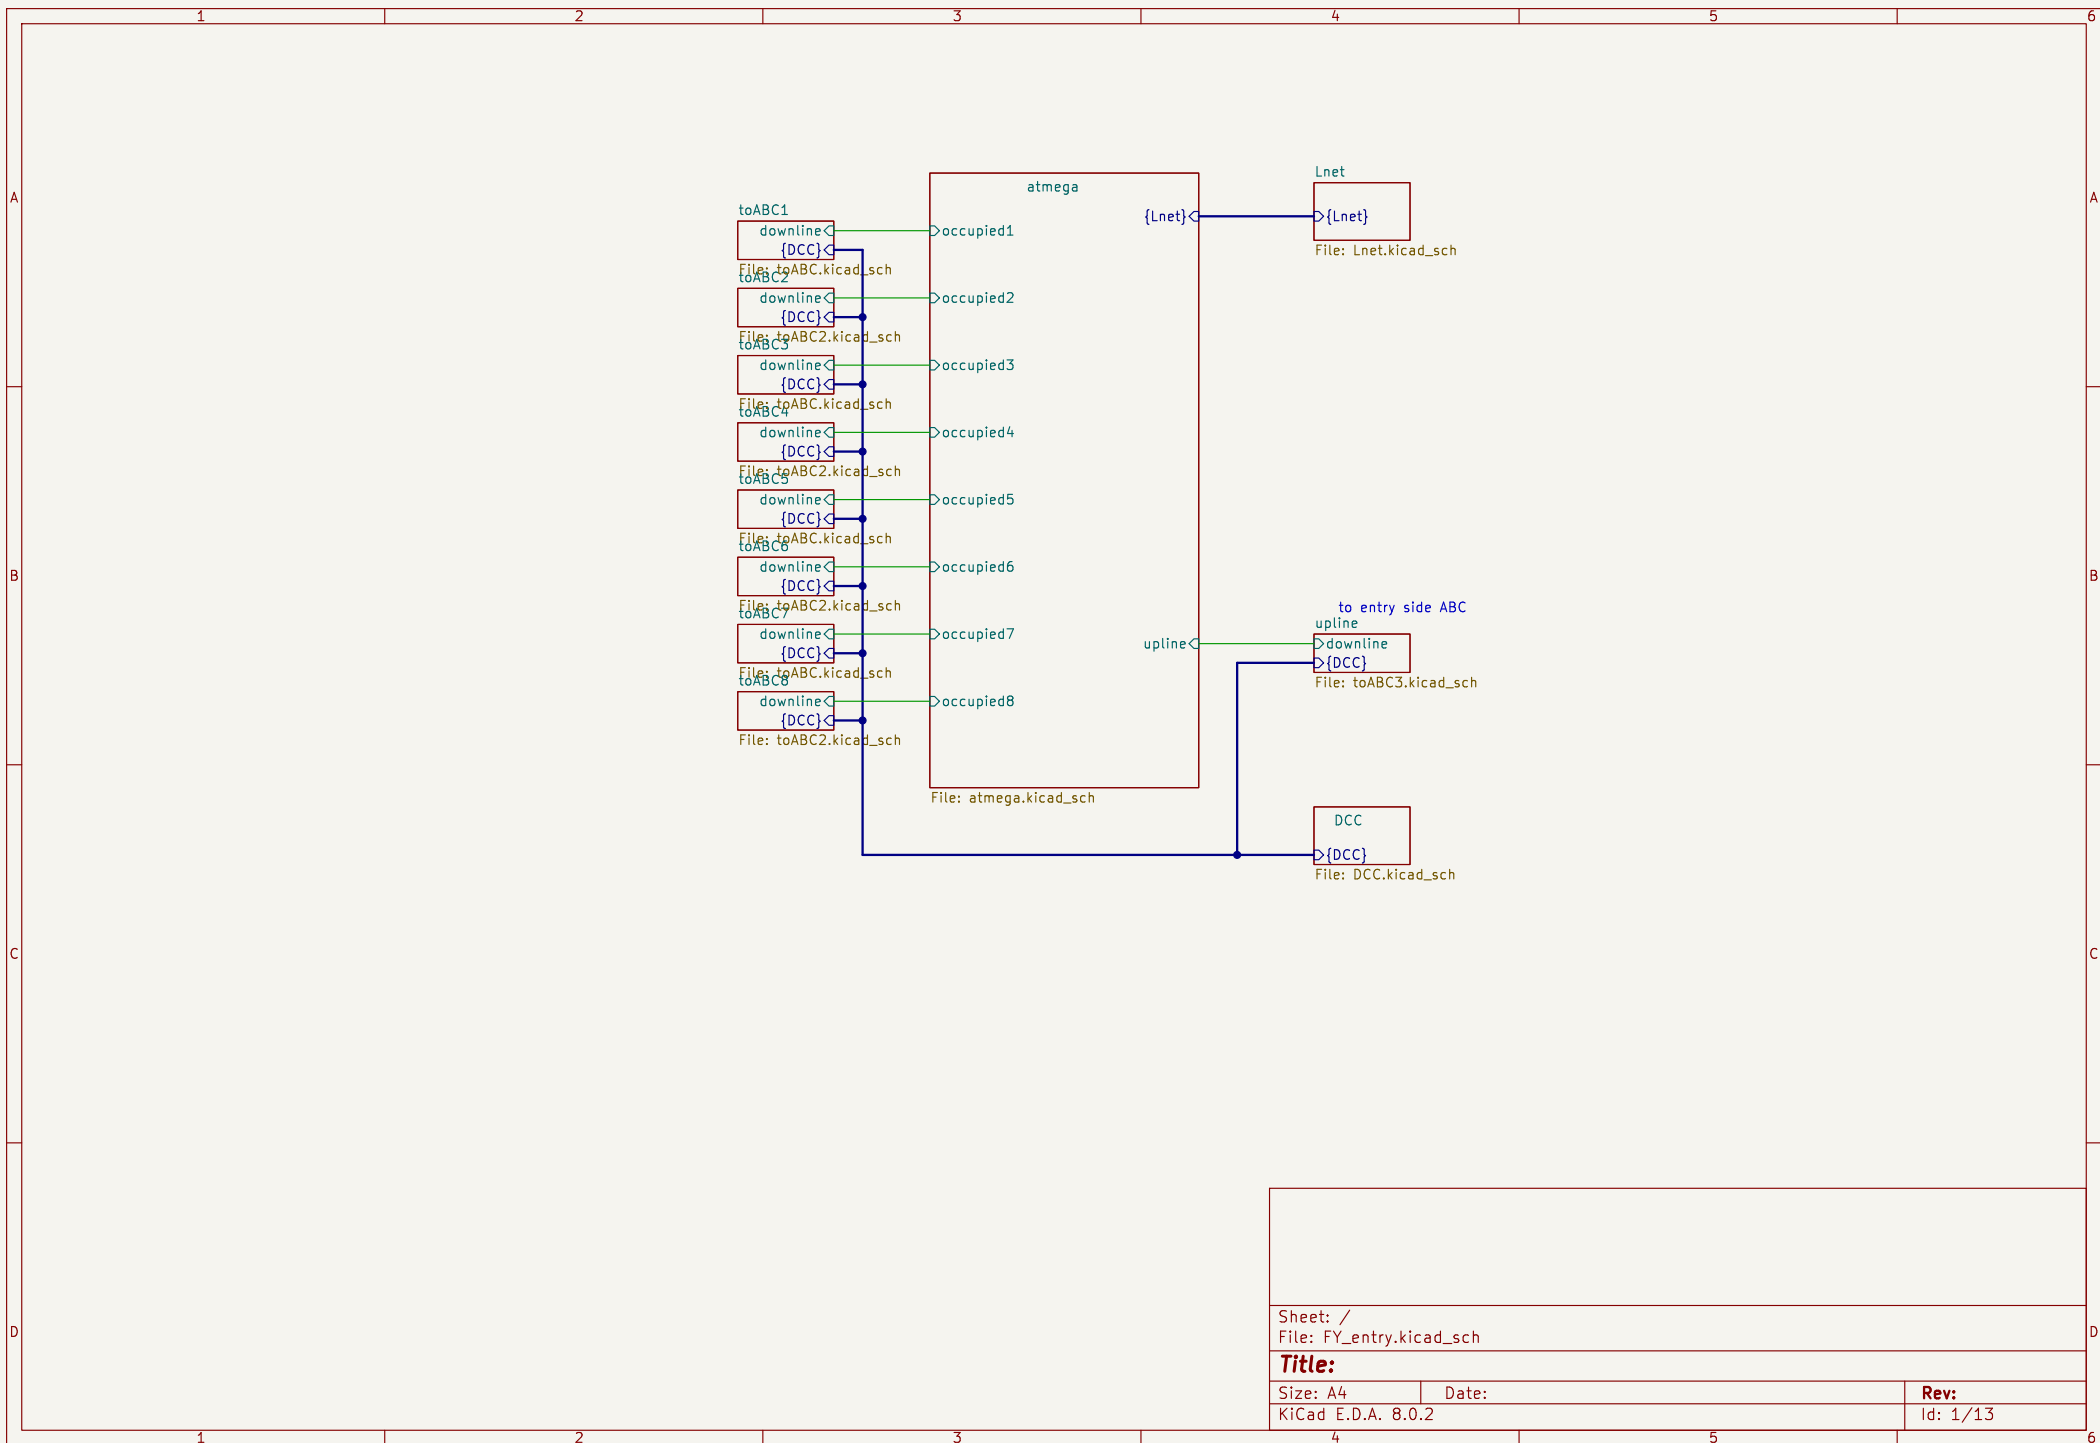 1 2 3 4 5 6
A A
B B
C C
D D
toABC1
downline
{DCC}
File: toABC.kicad_sch
toABC2
downline
{DCC}
File: toABC2.kicad_sch
toABC3
downline
{DCC}
File: toABC.kicad_sch
toABC4
downline
{DCC}
File: toABC2.kicad_sch
toABC5
downline
{DCC}
File: toABC.kicad_sch
toABC6
downline
{DCC}
File: toABC2.kicad_sch
toABC7
downline
{DCC}
File: toABC.kicad_sch
toABC8
downline
{DCC}
File: toABC2.kicad_sch
atmega
{Lnet}
occupied1
occupied2
occupied3
occupied4
occupied5
occupied6
occupied7
upline
occupied8
File: atmega.kicad_sch
Lnet
{Lnet}
File: Lnet.kicad_sch
to entry side ABC
upline
downline
{DCC}
File: toABC3.kicad_sch
DCC
{DCC}
File: DCC.kicad_sch
Sheet: /
File: FY_entry.kicad_sch
Title:
Size: A4 Date: Rev:
KiCad E.D.A. 8.0.2 Id: 1/13
1 2 3 4 5 6